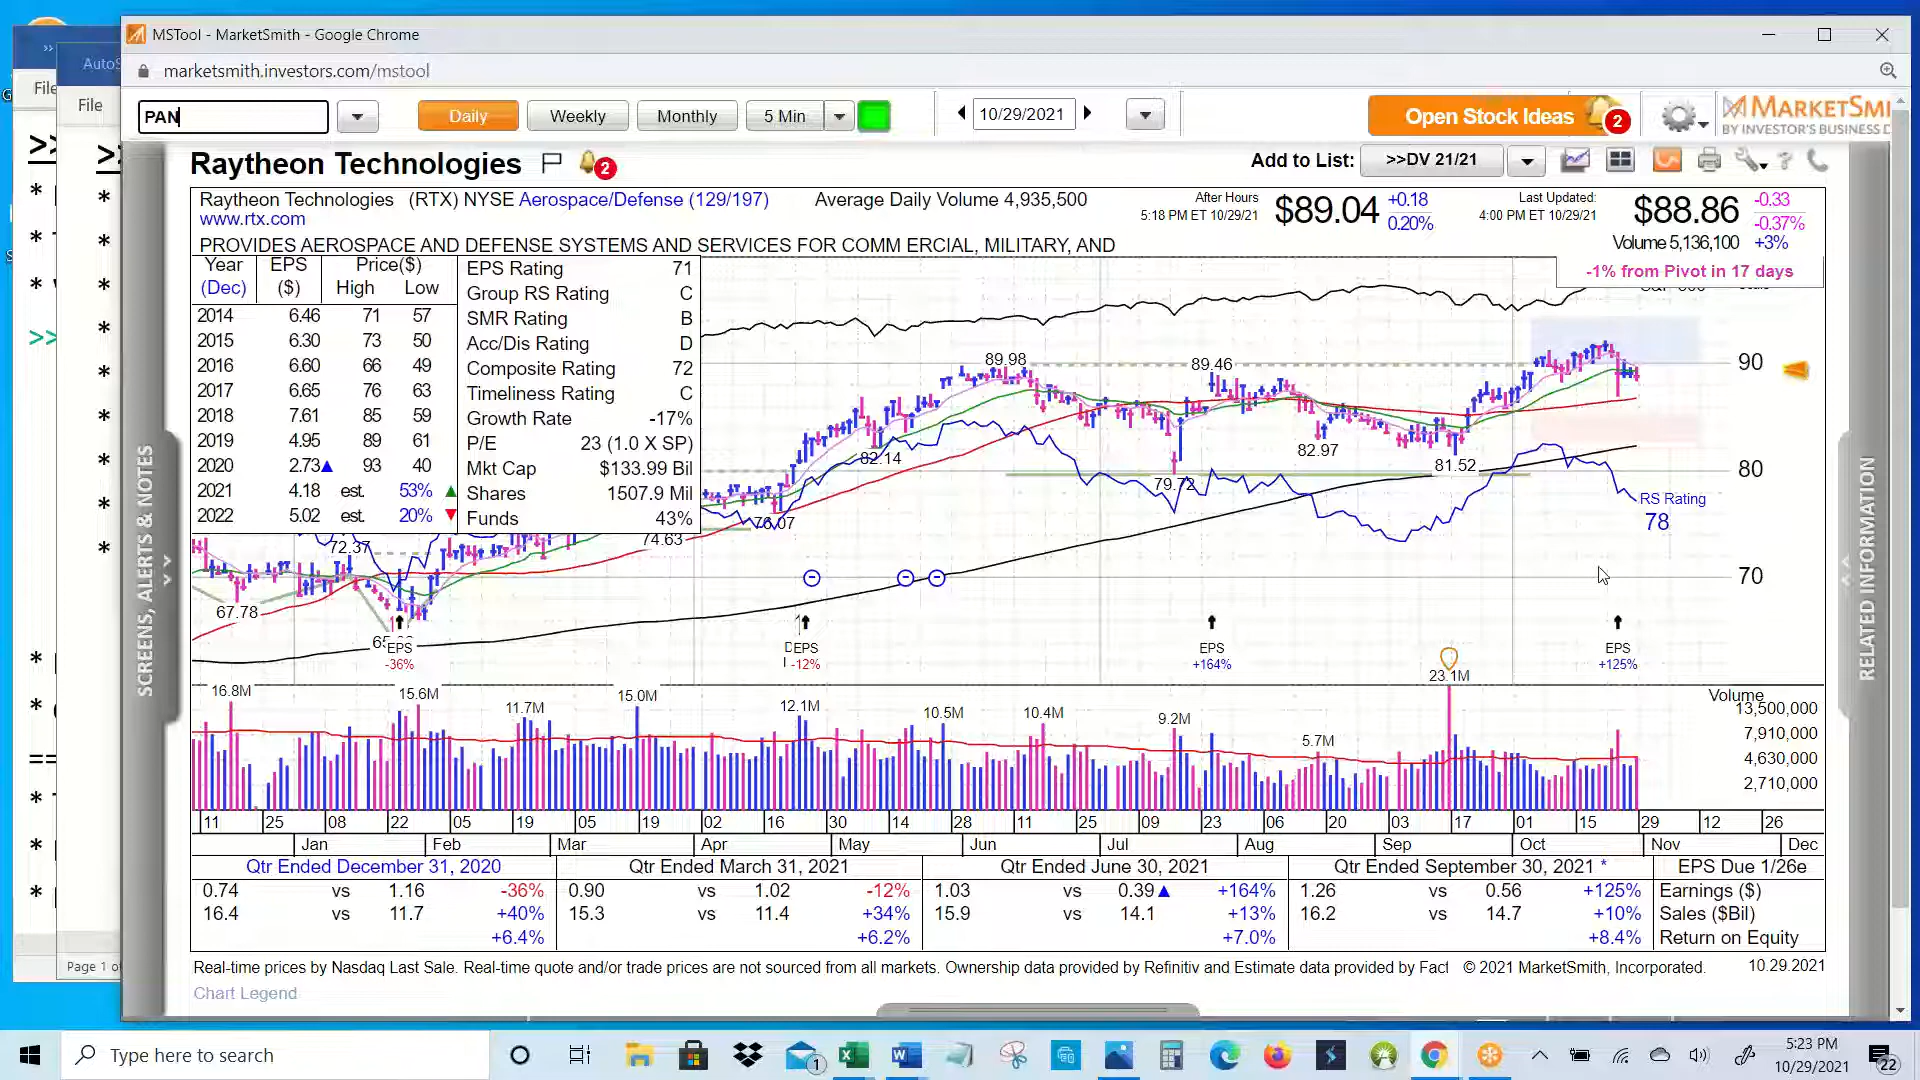 MSTool - MarketSmith - Google Chrome
marketsmith.investors.com/mstool
AutoS
File
File
PAN
Daily
Weekly
Monthly
5 Min
10/29/2021
Open Stock Ideas
2
MARKETSMI
BY INVESTOR'S BUSINESS D
Raytheon Technologies
2
Add to List:
>>DV 21/21
Raytheon Technologies (RTX) NYSE Aerospace/Defense (129/197)
Average Daily Volume 4,935,500
www.rtx.com
After Hours
5:18 PM ET 10/29/21
$89.04
+0.18
0.20%
Last Updated:
4:00 PM ET 10/29/21
$88.86
-0.33
-0.37%
Volume 5,136,100 +3%
PROVIDES AEROSPACE AND DEFENSE SYSTEMS AND SERVICES FOR COMM ERCIAL, MILITARY, AND
-1% from Pivot in 17 days
Year EPS Price($)
(Dec) ($) High Low
2014 6.46 71 57
2015 6.30 73 50
2016 6.60 66 49
2017 6.65 76 63
2018 7.61 85 59
2019 4.95 89 61
2020 2.73 93 40
2021 4.18 est. 53%
2022 5.02 est. 20%
EPS Rating 71
Group RS Rating C
SMR Rating B
Acc/Dis Rating D
Composite Rating 72
Timeliness Rating C
Growth Rate -17%
P/E 23 (1.0 X SP)
Mkt Cap $133.99 Bil
Shares 1507.9 Mil
Funds 43%
89.98
89.46
90
82.14
82.97
81.52
80
79.72
76.07
74.63
72.37
RS Rating
78
70
67.78
EPS
-36%
EPS
-12%
EPS
+164%
EPS
+125%
16.8M
15.6M
11.7M
15.0M
12.1M
10.5M
10.4M
9.2M
5.7M
23.1M
Volume
13,500,000
7,910,000
4,630,000
2,710,000
11 25 08 22 05 19 05 19 02 16 30 14 28 11 25 09 23 06 20 03 17 01 15 29 12 26
Jan Feb Mar Apr May Jun Jul Aug Sep Oct Nov Dec
Qtr Ended December 31, 2020
0.74 vs 1.16 -36%
16.4 vs 11.7 +40%
+6.4%
Qtr Ended March 31, 2021
0.90 vs 1.02 -12%
15.3 vs 11.4 +34%
+6.2%
Qtr Ended June 30, 2021
1.03 vs 0.39 +164%
15.9 vs 14.1 +13%
+7.0%
Qtr Ended September 30, 2021 *
1.26 vs 0.56 +125%
16.2 vs 14.7 +10%
+8.4%
EPS Due 1/26e
Earnings ($)
Sales ($Bil)
Return on Equity
Real-time prices by Nasdaq Last Sale. Real-time quote and/or trade prices are not sourced from all markets. Ownership data provided by Refinitiv and Estimate data provided by Fact © 2021 MarketSmith, Incorporated.
10.29.2021
Chart Legend
SCREENS, ALERTS & NOTES
RELATED INFORMATION
Page 1 o
Type here to search
1
5:23 PM
10/29/2021
22